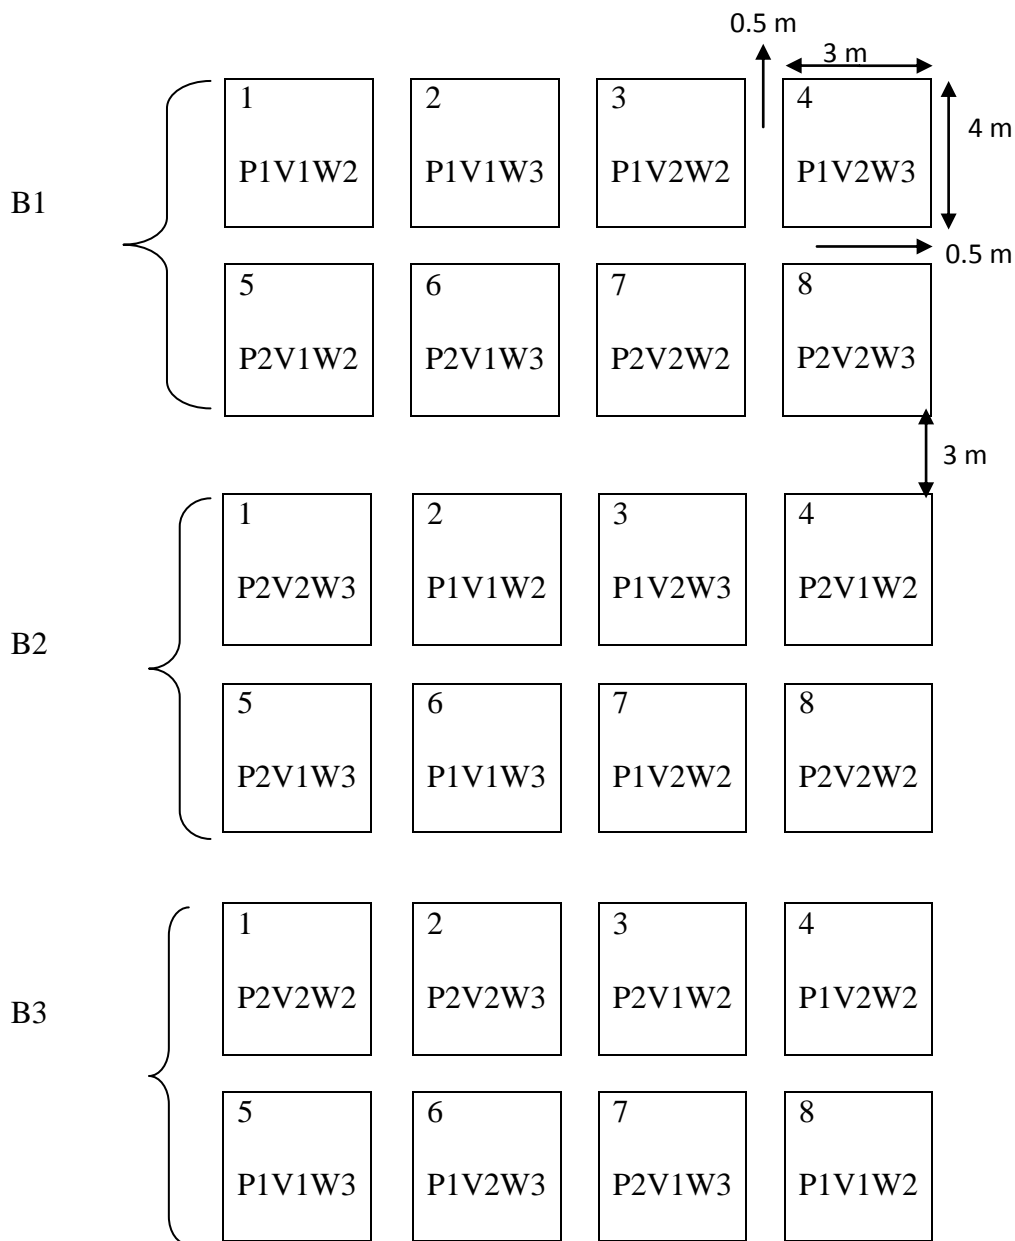 0.5 m
3 m
1 2 3 4
4 m
P1V1W2 P1V1W3 P1V2W2 P1V2W3
B1
0.5 m
5 6 7 8
P2V1W2 P2V1W3 P2V2W2 P2V2W3
3 m
1 2 3 4
P2V2W3 P1V1W2 P1V2W3 P2V1W2
B2
5 6 7 8
P2V1W3 P1V1W3 P1V2W2 P2V2W2
1 2 3 4
P2V2W2 P2V2W3 P2V1W2 P1V2W2
B3
5 6 7 8
P1V1W3 P1V2W3 P2V1W3 P1V1W2